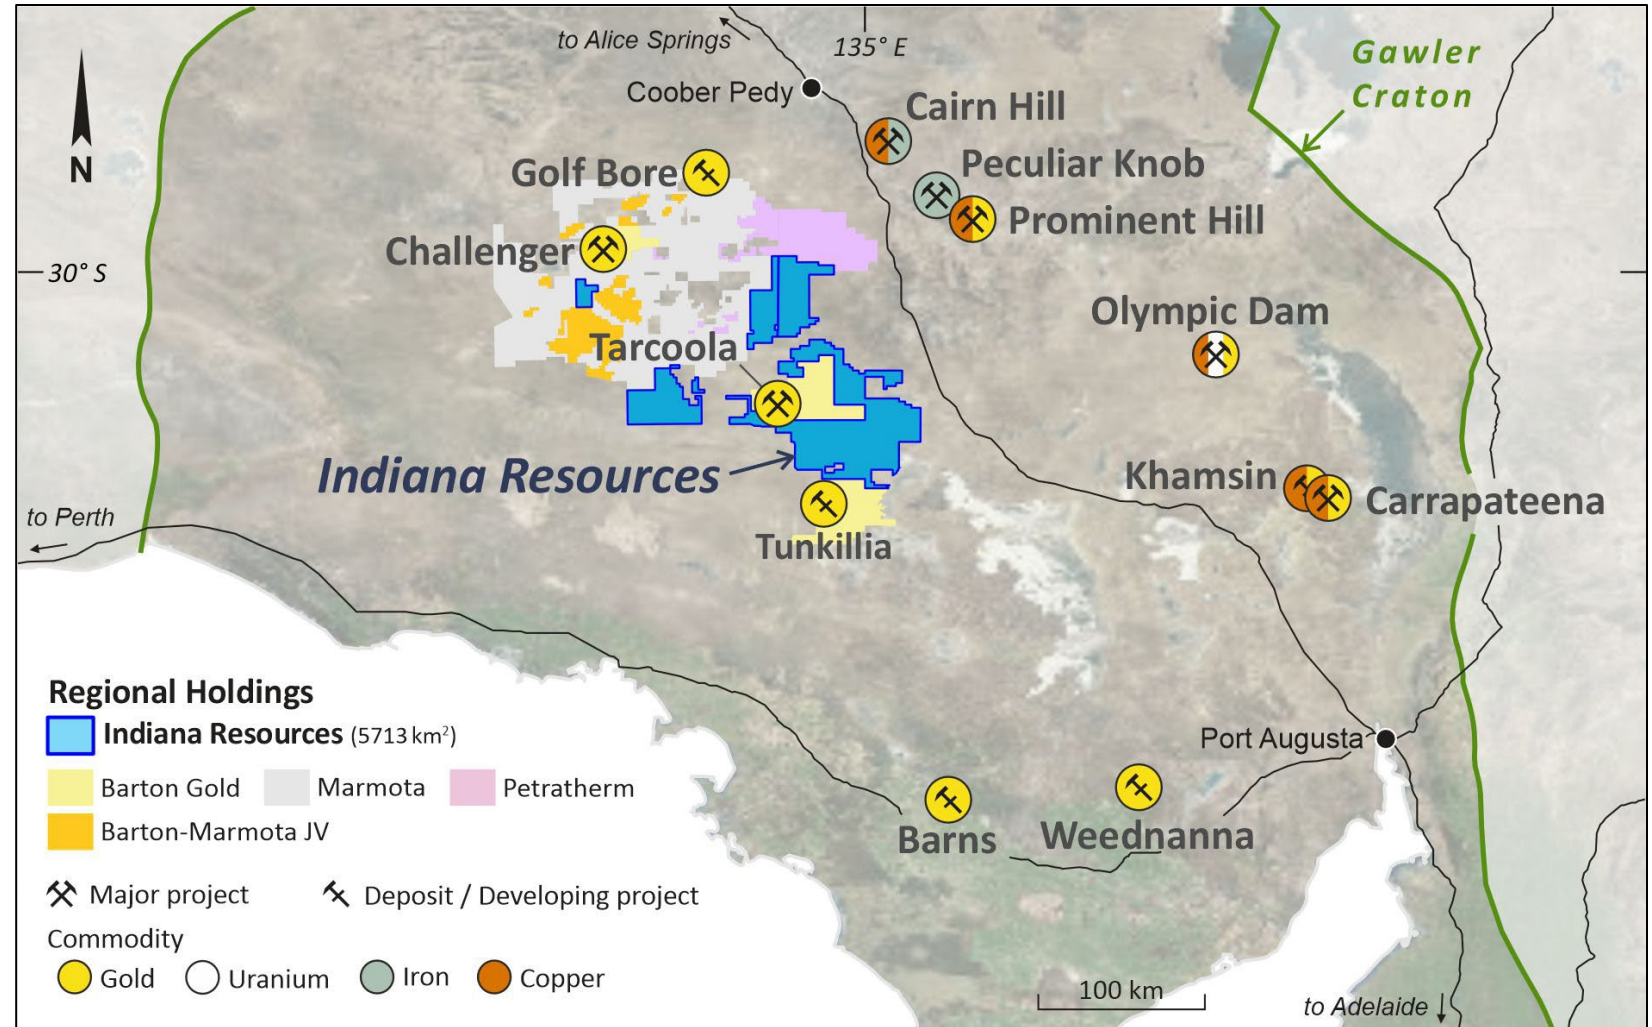 to Alice Springs
135° E
Gawler
Craton
Coober Pedy
Cairn Hill
N
Golf Bore
Peculiar Knob
Prominent Hill
Challenger
30° S
Olympic Dam
Tarcoola
Indiana Resources
Khamsin
Carrapateena
to Perth
Tunkillia
Regional Holdings
Indiana Resources (5713 km²)
Port Augusta
Barton Gold
Marmota
Petratherm
Barton-Marmota JV
Barns
Weednanna
Major project
Deposit / Developing project
Commodity
Gold
Uranium
Iron
Copper
100 km
to Adelaide